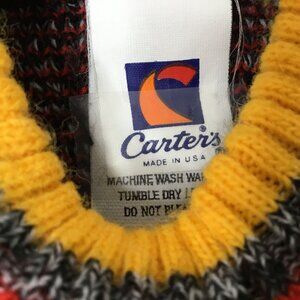 Carter's
MADE IN USA
MACHINE WASH WA
TUMBLE DRY L
DO NOT BLE